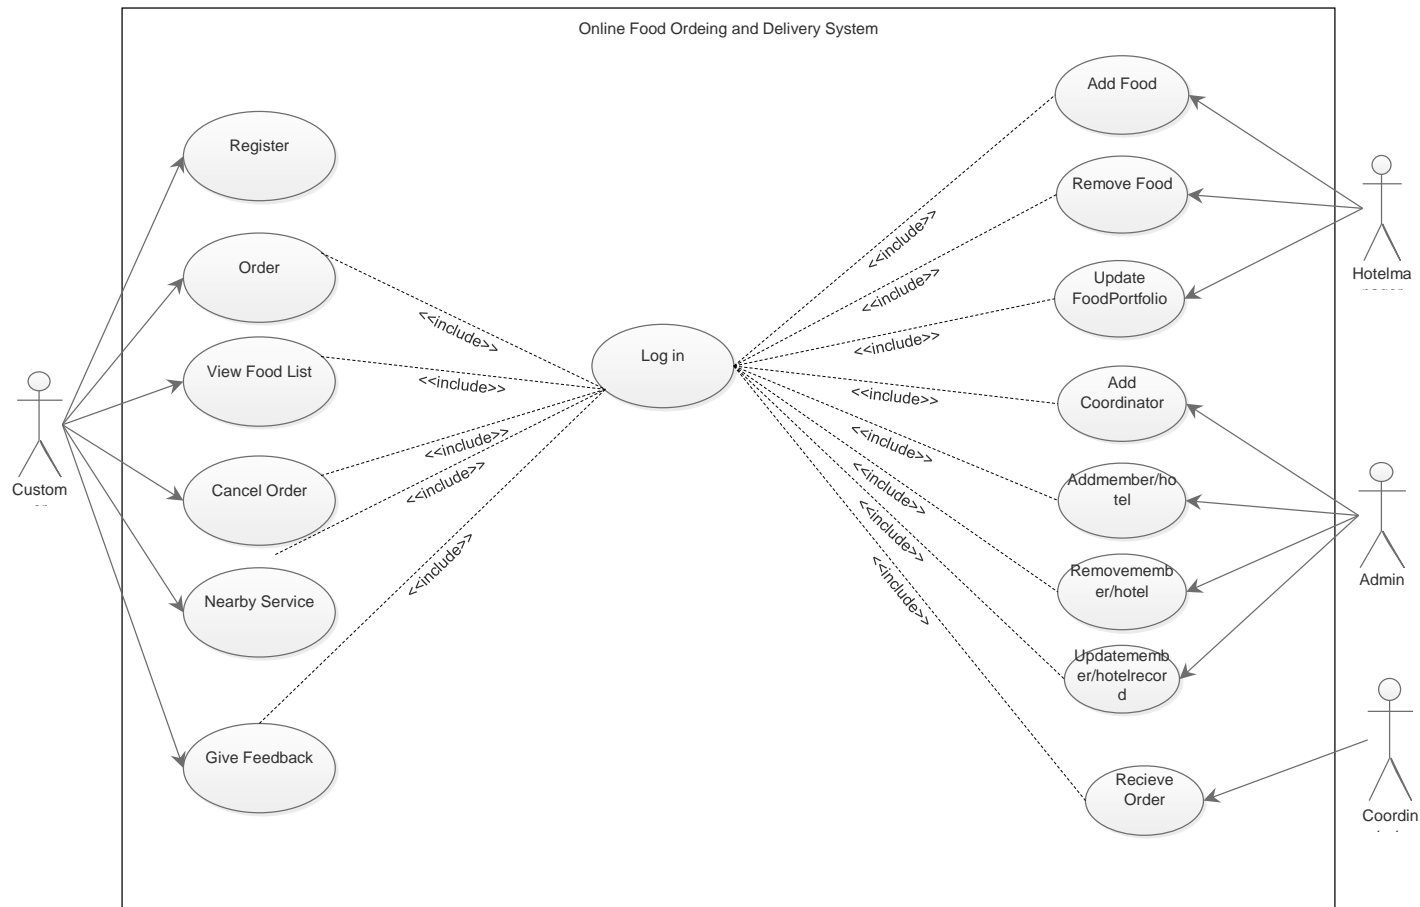 Online Food Ordeing and Delivery System
Register
Order
View Food List
Cancel Order
Nearby Service
Give Feedback
Custom
<<include>>
<<include>>
<<include>>
<<include>>
<<include>>
Log in
<<include>>
<<include>>
<<include>>
<<include>>
<<include>>
<<include>>
<<include>>
<<include>>
Add Food
Remove Food
Update
FoodPortfolio
Add
Coordinator
Addmember/ho
tel
Removememb
er/hotel
Updatememb
er/hotelrecor
d
Recieve
Order
Hotelma
Admin
Coordin